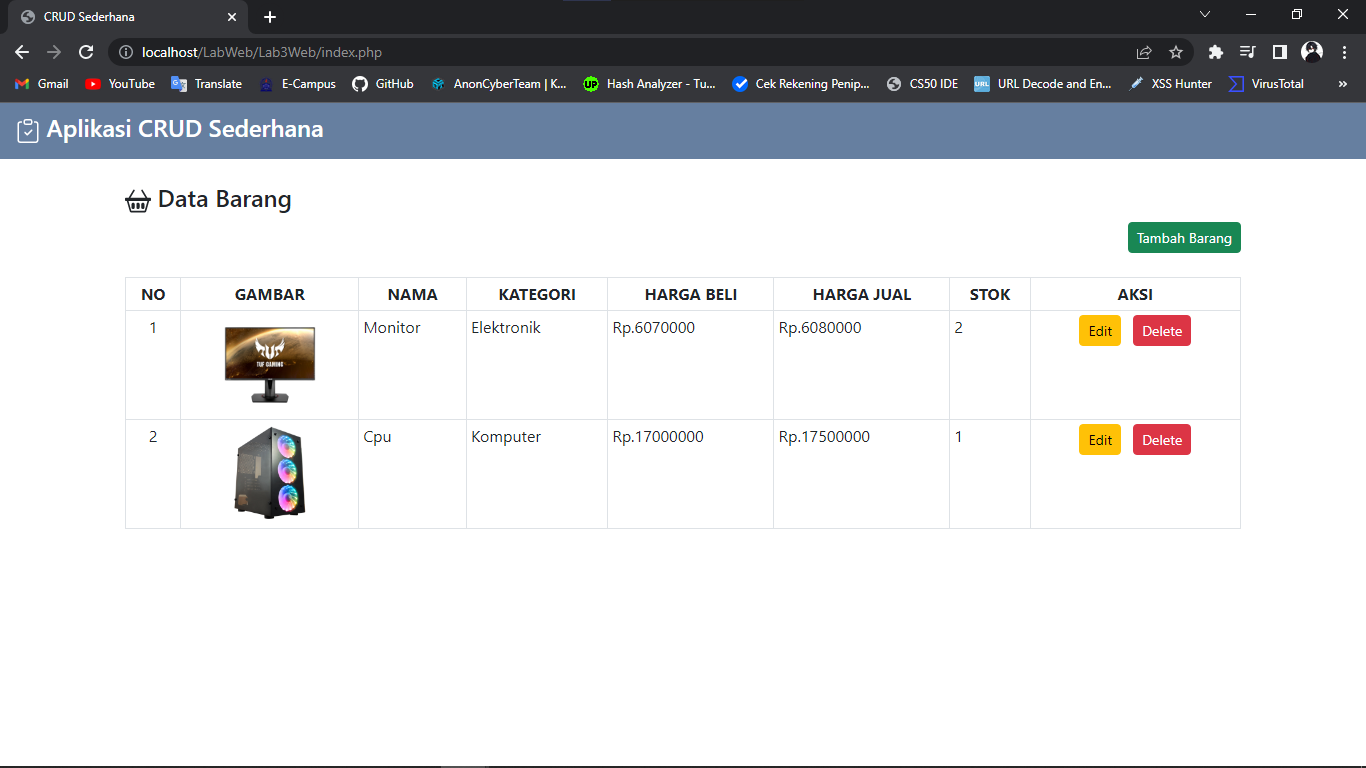 CRUD Sederhana
localhost/LabWeb/Lab3Web/index.php
Gmail YouTube Translate E-Campus GitHub AnonCyberTeam | K... Hash Analyzer - Tu... Cek Rekening Penip... CS50 IDE URL URL Decode and En... XSS Hunter VirusTotal »
Aplikasi CRUD Sederhana
Data Barang
Tambah Barang
NO GAMBAR NAMA KATEGORI HARGA BELI HARGA JUAL STOK AKSI
1 Monitor Elektronik Rp.6070000 Rp.6080000 2 Edit Delete
TUF GAMING
2 Cpu Komputer Rp.17000000 Rp.17500000 1 Edit Delete